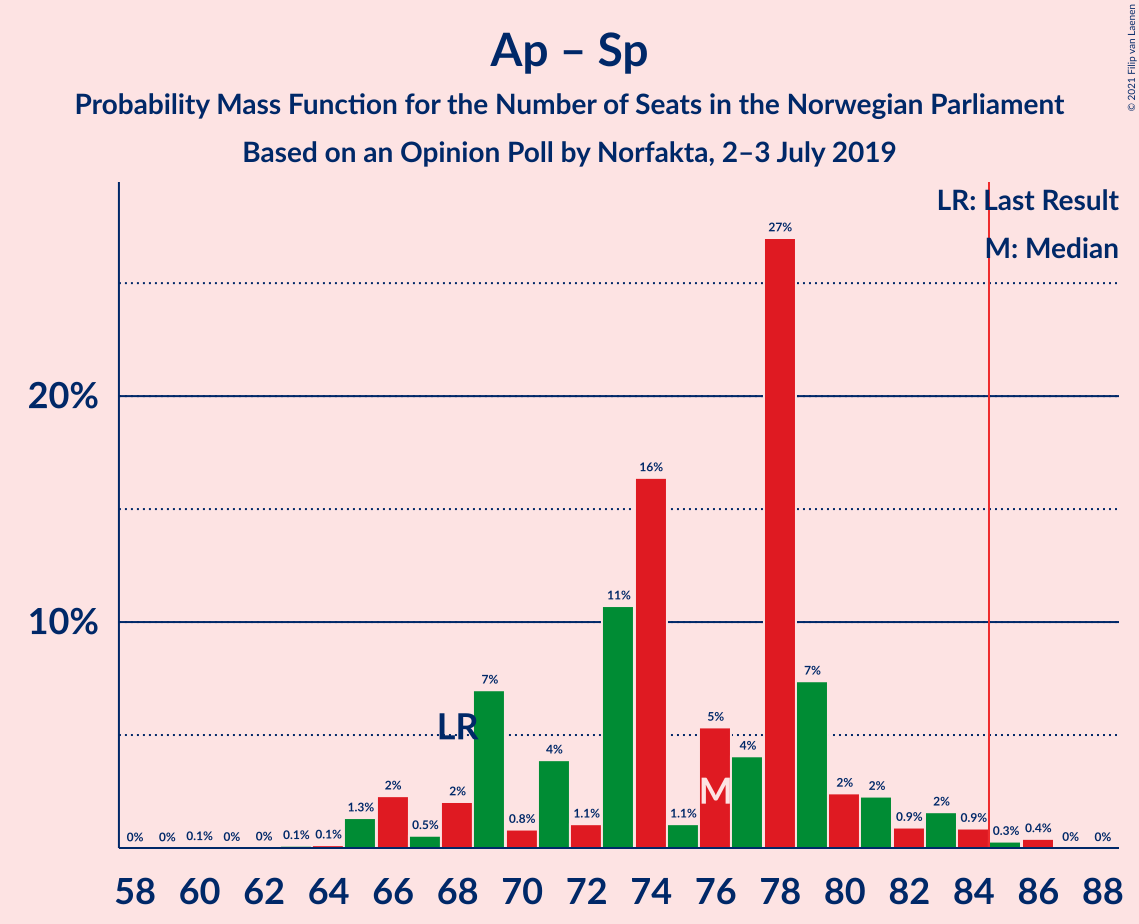 Ap – Sp
Probability Mass Function for the Number of Seats in the Norwegian Parliament
Based on an Opinion Poll by Norfakta, 2–3 July 2019
© 2021 Filip van Laenen
LR: Last Result
M: Median
20%
10%
0% 0% 0.1% 0% 0% 0.1% 0.1% 1.3% 2% 0.5% 2% 7% 0.8% 4% 1.1% 11% 16% 1.1% 5% 4% 27% 7% 2% 2% 0.9% 2% 0.9% 0.3% 0.4% 0% 0%
LR
M
58 60 62 64 66 68 70 72 74 76 78 80 82 84 86 88